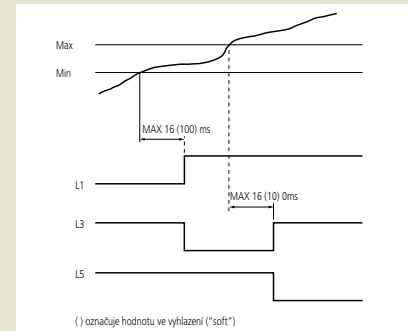 Max
Min
MAX 16 (100) ms
L1
MAX 16 (10) 0ms
L3
L5
( ) označuje hodnotu ve vyhlazení ("soft")